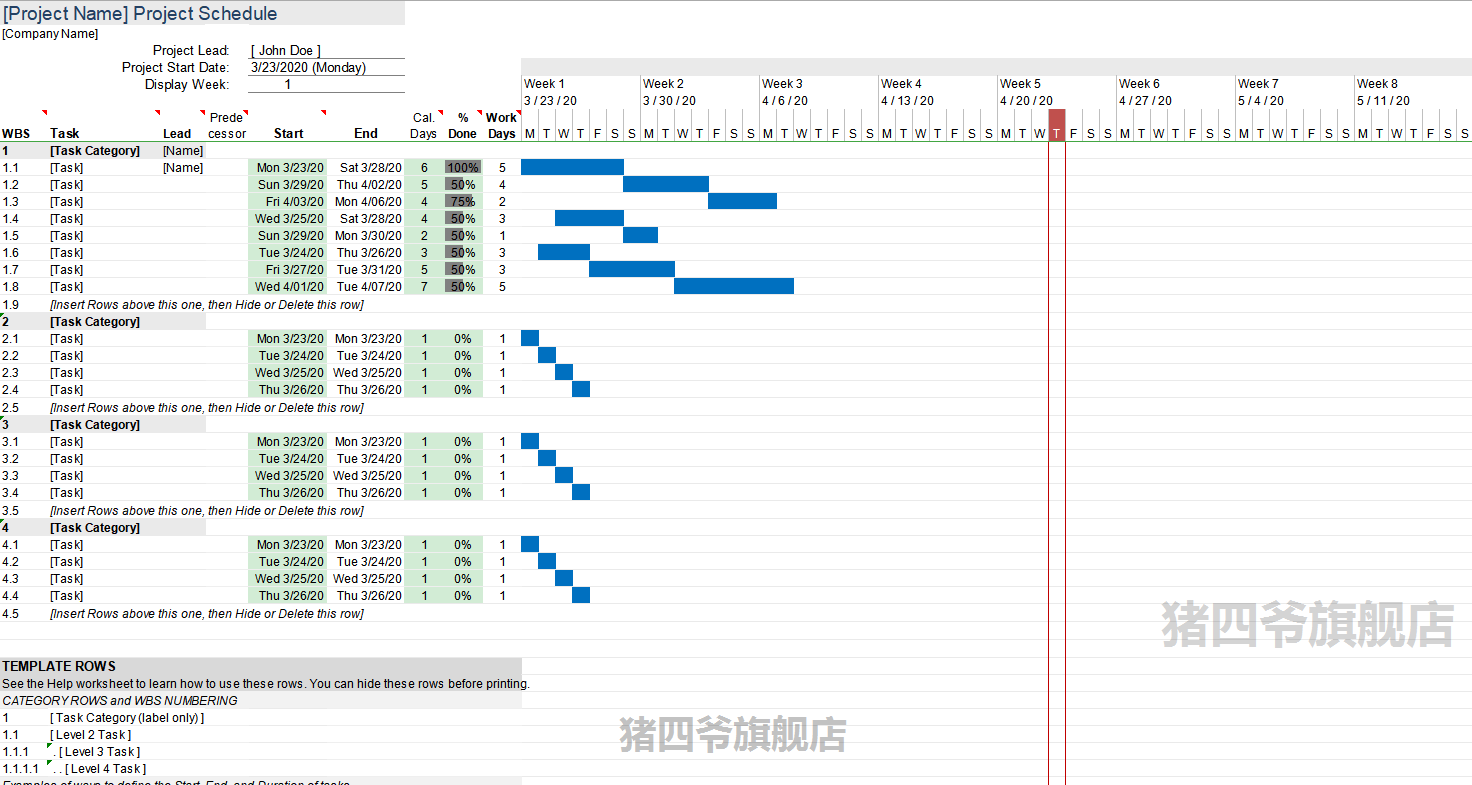 [Project Name] Project Schedule
[Company Name]
Project Lead: [ John Doe ]
Project Start Date: 3/23/2020 (Monday)
Display Week: 1
Week 1 Week 2 Week 3 Week 4 Week 5 Week 6 Week 7 Week 8
3 / 23 / 20 3 / 30 / 20 4 / 6 / 20 4 / 13 / 20 4 / 20 / 20 4 / 27 / 20 5 / 4 / 20 5 / 11 / 20
Prede Cal. % Work
WBS Task Lead cessor Start End Days Done Days M T W T F S S M T W T F S S M T W T F S S M T W T F S S M T W T F S S M T W T F S S M T W T F S S M T W T F S S
1 [Task Category] [Name]
1.1 [Task] [Name] Mon 3/23/20 Sat 3/28/20 6 100% 5
1.2 [Task] Sun 3/29/20 Thu 4/02/20 5 50% 4
1.3 [Task] Fri 4/03/20 Mon 4/06/20 4 75% 2
1.4 [Task] Wed 3/25/20 Sat 3/28/20 4 50% 3
1.5 [Task] Sun 3/29/20 Mon 3/30/20 2 50% 1
1.6 [Task] Tue 3/24/20 Thu 3/26/20 3 50% 3
1.7 [Task] Fri 3/27/20 Tue 3/31/20 5 50% 3
1.8 [Task] Wed 4/01/20 Tue 4/07/20 7 50% 5
1.9 [Insert Rows above this one, then Hide or Delete this row]
2 [Task Category]
2.1 [Task] Mon 3/23/20 Mon 3/23/20 1 0% 1
2.2 [Task] Tue 3/24/20 Tue 3/24/20 1 0% 1
2.3 [Task] Wed 3/25/20 Wed 3/25/20 1 0% 1
2.4 [Task] Thu 3/26/20 Thu 3/26/20 1 0% 1
2.5 [Insert Rows above this one, then Hide or Delete this row]
3 [Task Category]
3.1 [Task] Mon 3/23/20 Mon 3/23/20 1 0% 1
3.2 [Task] Tue 3/24/20 Tue 3/24/20 1 0% 1
3.3 [Task] Wed 3/25/20 Wed 3/25/20 1 0% 1
3.4 [Task] Thu 3/26/20 Thu 3/26/20 1 0% 1
3.5 [Insert Rows above this one, then Hide or Delete this row]
4 [Task Category]
4.1 [Task] Mon 3/23/20 Mon 3/23/20 1 0% 1
4.2 [Task] Tue 3/24/20 Tue 3/24/20 1 0% 1
4.3 [Task] Wed 3/25/20 Wed 3/25/20 1 0% 1
4.4 [Task] Thu 3/26/20 Thu 3/26/20 1 0% 1
4.5 [Insert Rows above this one, then Hide or Delete this row]
猪四爷旗舰店
TEMPLATE ROWS
See the Help worksheet to learn how to use these rows. You can hide these rows before printing.
CATEGORY ROWS and WBS NUMBERING
1 [ Task Category (label only) ]
1.1 [ Level 2 Task ]
猪四爷旗舰店
1.1.1 . [ Level 3 Task ]
1.1.1.1 . . [ Level 4 Task ]
Examples of ways to define the Start, End, and Duration of tasks